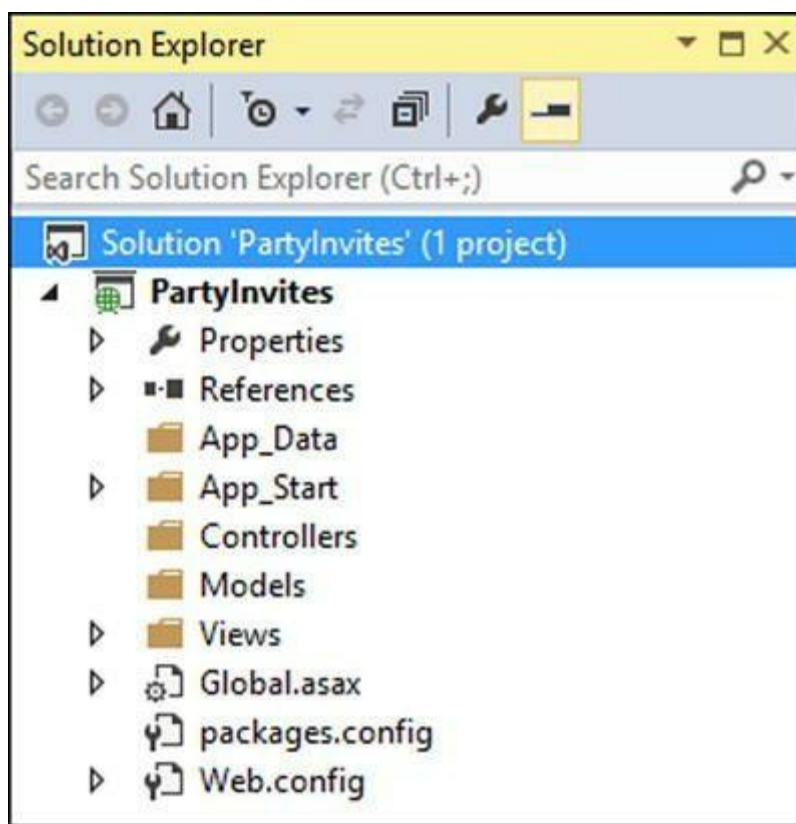 Solution Explorer
Search Solution Explorer (Ctrl+;)
Solution 'PartyInvites' (1 project)
PartyInvites
Properties
References
App_Data
App_Start
Controllers
Models
Views
Global.asax
packages.config
Web.config